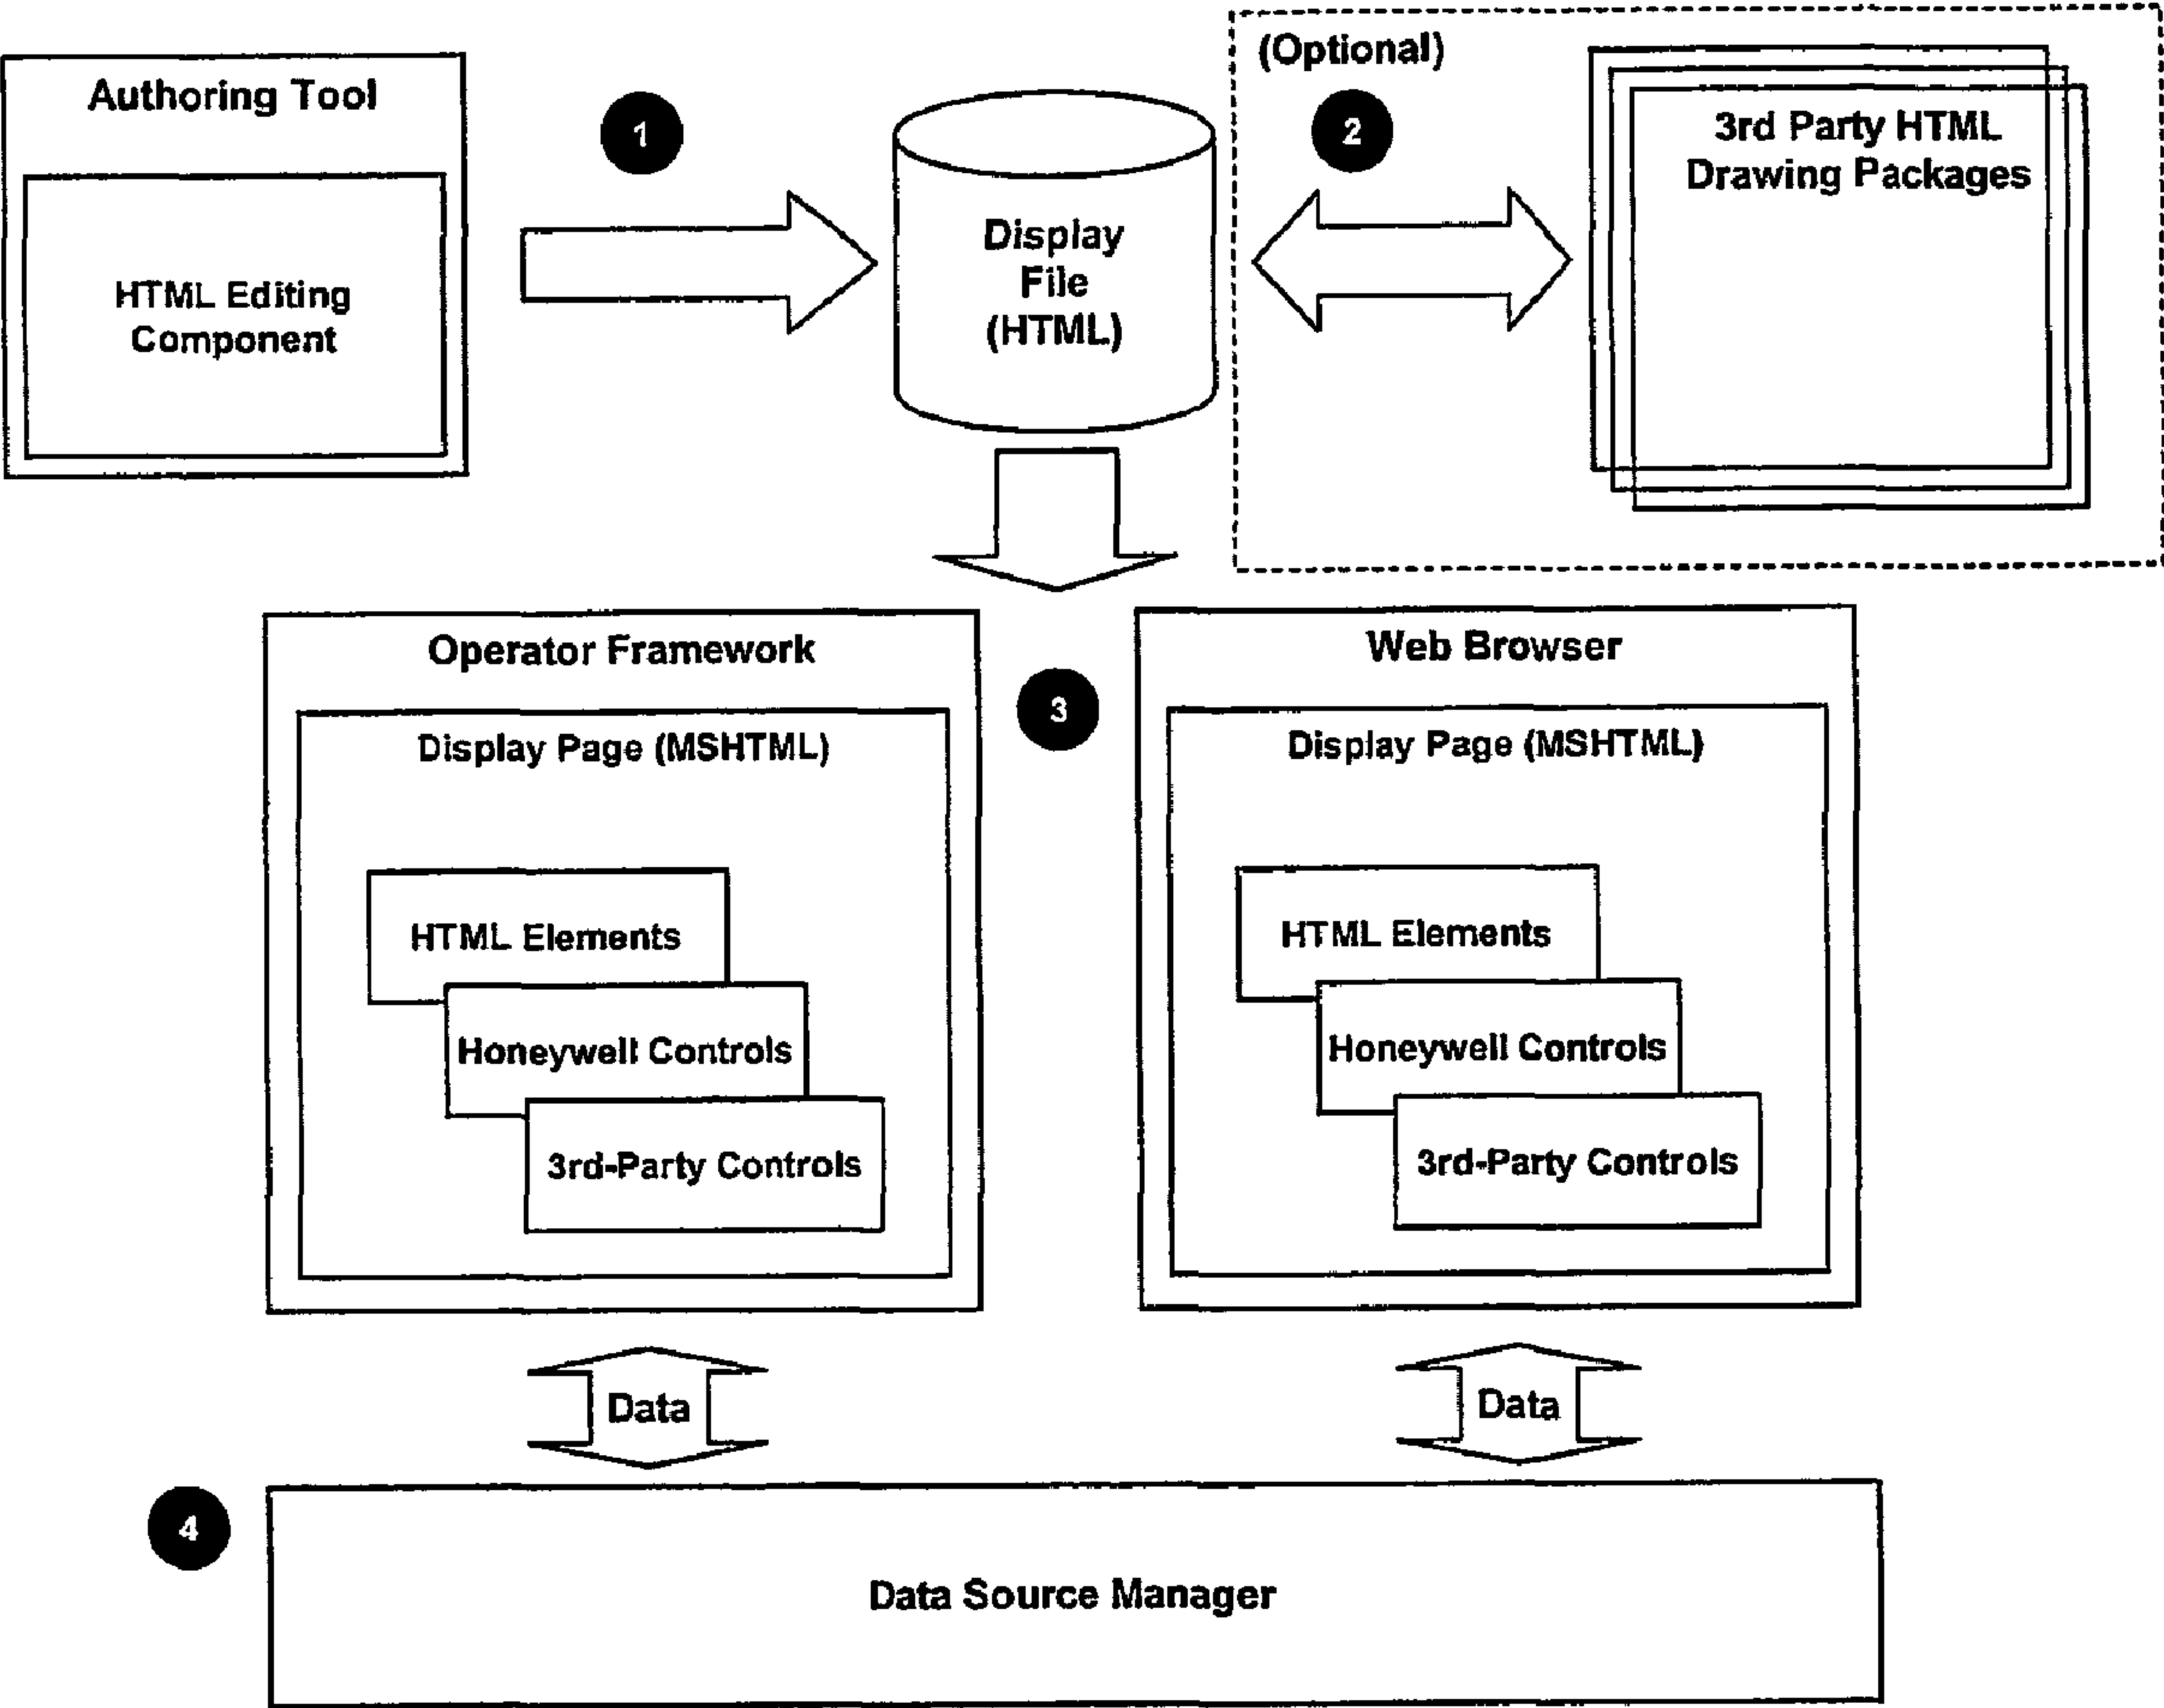 Authoring Tool
HTML Editing
Component
1
Display
File
(HTML)
(Optional)
2
3rd Party HTML
Drawing Packages
Operator Framework
Display Page (MSHTML)
HTML Elements
Honeywell Controls
3rd-Party Controls
3
Web Browser
Display Page (MSHTML)
HTML Elements
Honeywell Controls
3rd-Party Controls
Data
Data
4
Data Source Manager